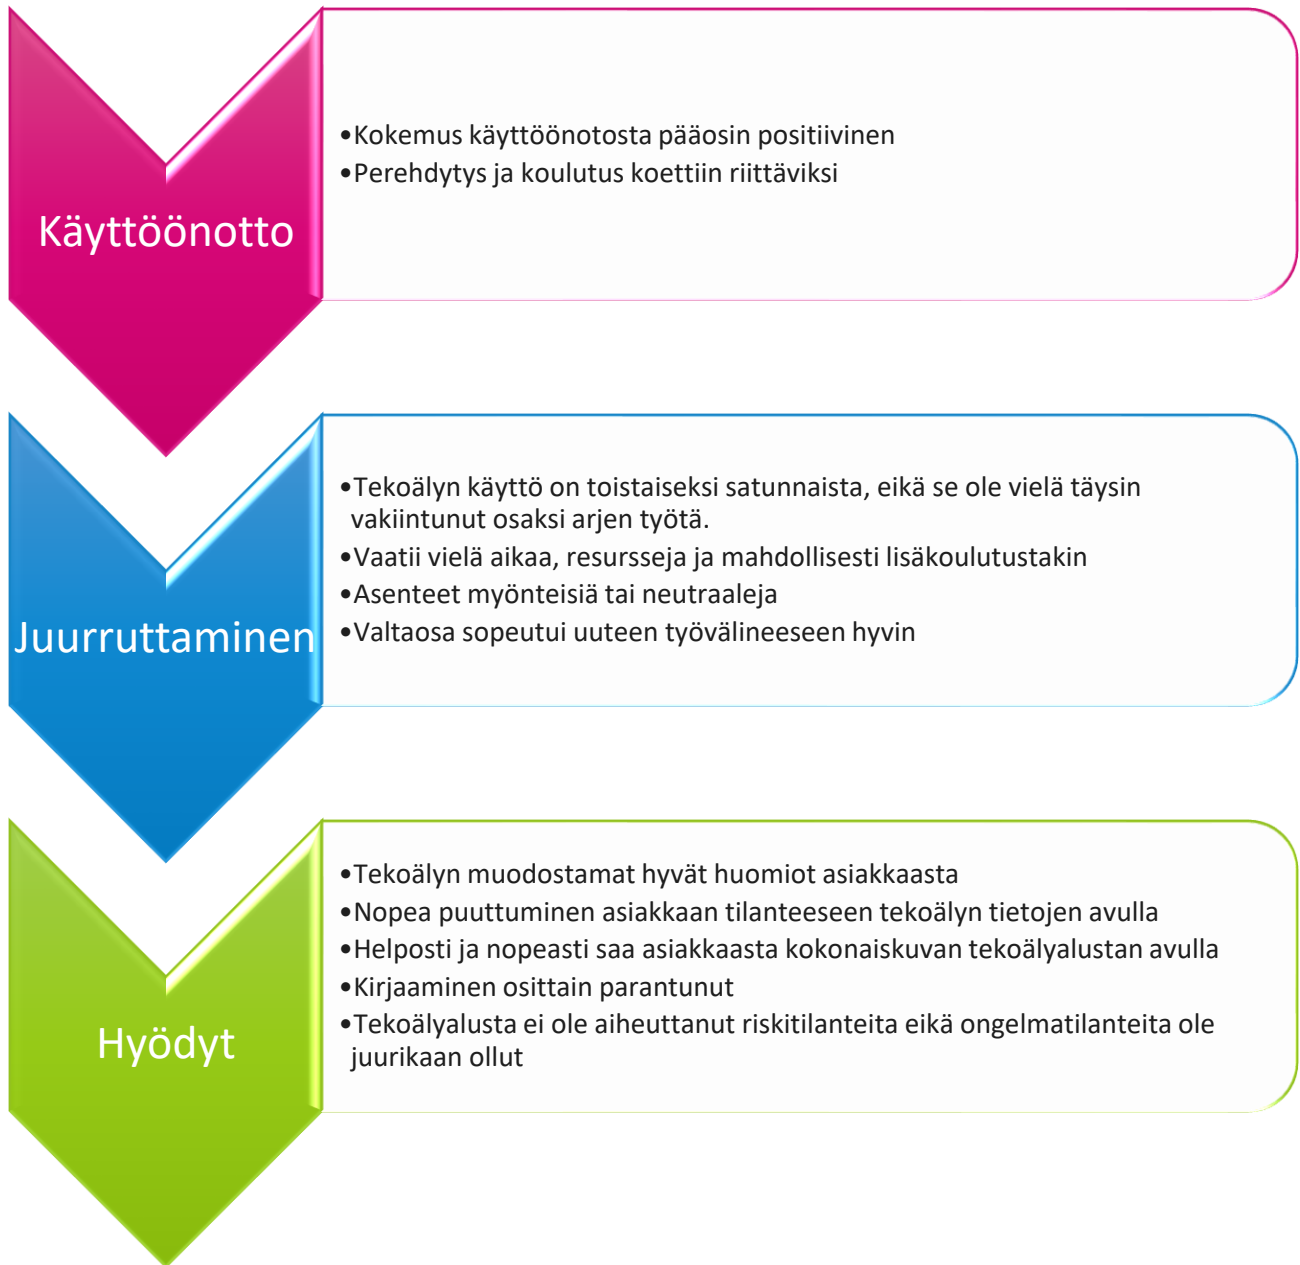 Käyttöönotto
•Kokemus käyttöönotosta pääosin positiivinen
•Perehdytys ja koulutus koettiin riittäviksi
Juurruttaminen
•Tekoälyn käyttö on toistaiseksi satunnaista, eikä se ole vielä täysin
vakiintunut osaksi arjen työtä.
•Vaatii vielä aikaa, resursseja ja mahdollisesti lisäkoulutustakin
•Asenteet myönteisiä tai neutraaleja
•Valtaosa sopeutui uuteen työvälineeseen hyvin
Hyödyt
•Tekoälyn muodostamat hyvät huomiot asiakkaasta
•Nopea puuttuminen asiakkaan tilanteeseen tekoälyn tietojen avulla
•Helposti ja nopeasti saa asiakkaasta kokonaiskuvan tekoälyalustan avulla
•Kirjaaminen osittain parantunut
•Tekoälyalusta ei ole aiheuttanut riskitilanteita eikä ongelmatilanteita ole
juurikaan ollut